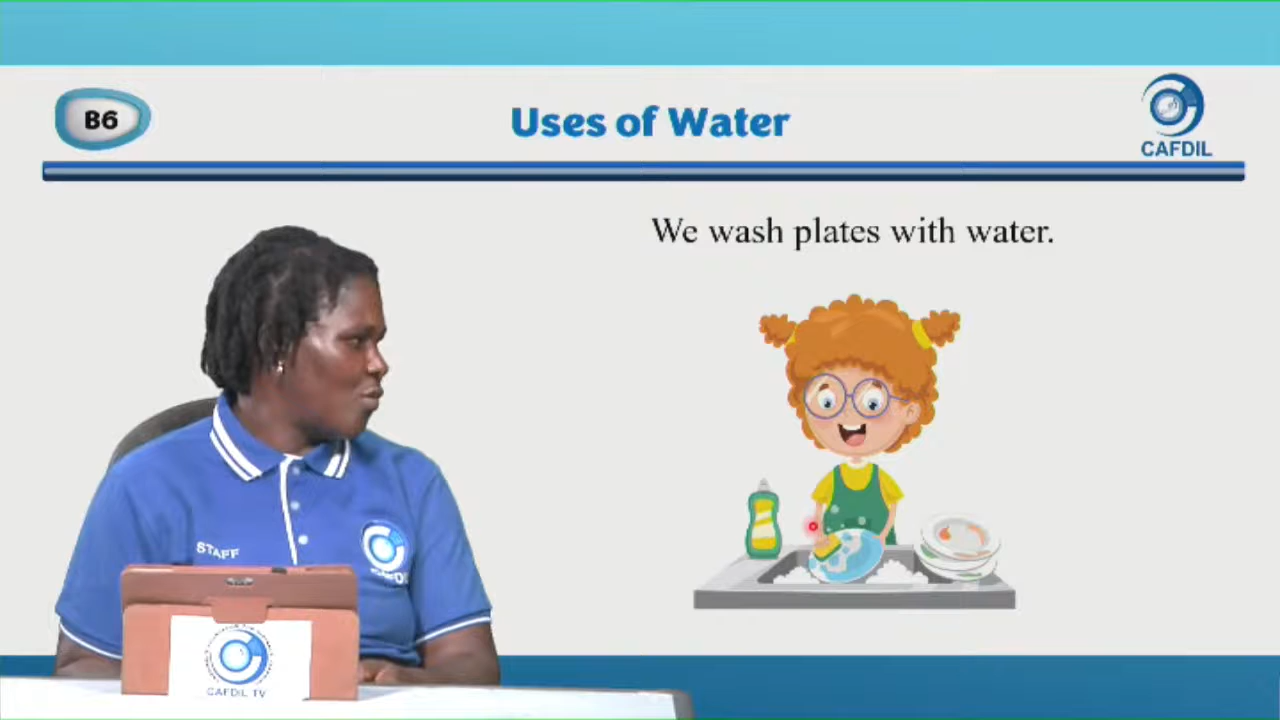 B6
Uses of Water
CAFDIL
We wash plates with water.
STAFF
CAFDIL TV